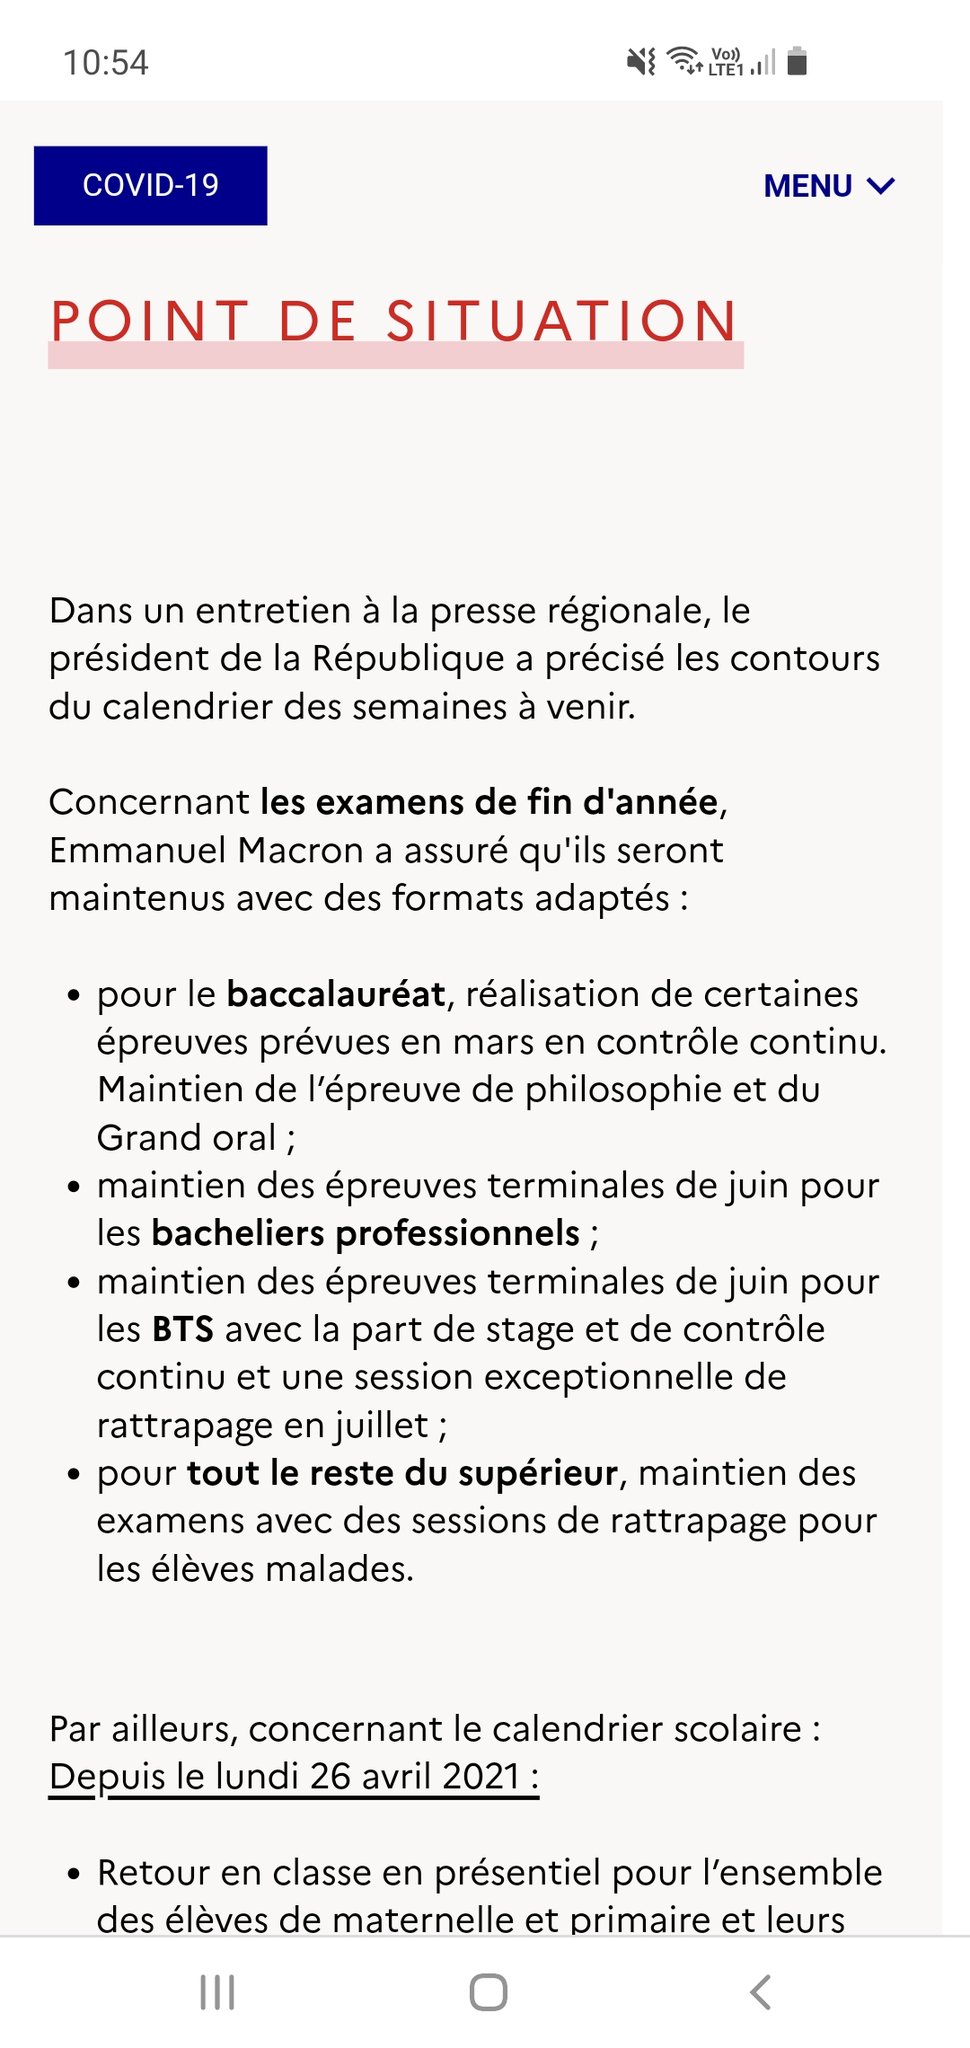 10:54
Vo))
LTE1
COVID-19
MENU
POINT DE SITUATION
Dans un entretien à la presse régionale, le
président de la République a précisé les contours
du calendrier des semaines à venir.
Concernant les examens de fin d'année,
Emmanuel Macron a assuré qu'ils seront
maintenus avec des formats adaptés :
• pour le baccalauréat, réalisation de certaines
épreuves prévues en mars en contrôle continu.
Maintien de l’épreuve de philosophie et du
Grand oral ;
• maintien des épreuves terminales de juin pour
les bacheliers professionnels ;
• maintien des épreuves terminales de juin pour
les BTS avec la part de stage et de contrôle
continu et une session exceptionnelle de
rattrapage en juillet ;
• pour tout le reste du supérieur, maintien des
examens avec des sessions de rattrapage pour
les élèves malades.
Par ailleurs, concernant le calendrier scolaire :
Depuis le lundi 26 avril 2021 :
• Retour en classe en présentiel pour l’ensemble
des élèves de maternelle et primaire et leurs